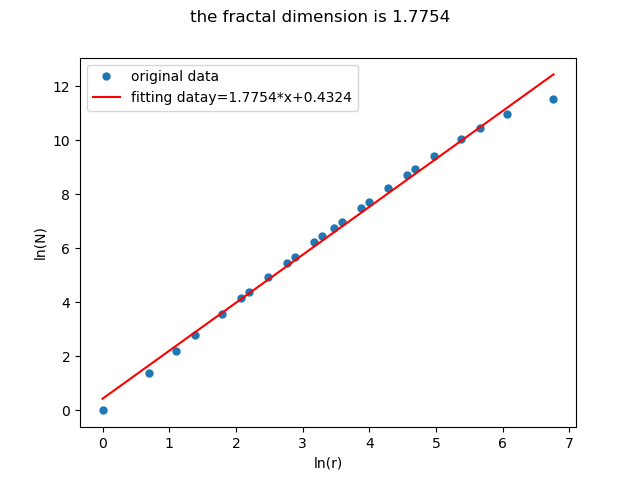 the fractal dimension is 1.7754
original data
fitting datay=1.7754*x+0.4324
12
10
8
6
4
2
0
ln(N)
0 1 2 3 4 5 6 7
ln(r)